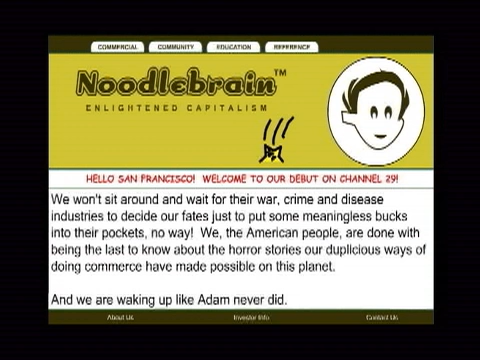 COMMERCIAL COMMUNITY EDUCATION REFERENCE
Noodlebrain™
ENLIGHTENED CAPITALISM
HELLO SAN FRANCISCO! WELCOME TO OUR DEBUT ON CHANNEL 29!
We won't sit around and wait for their war, crime and disease
industries to decide our fates just to put some meaningless bucks
into their pockets, no way! We, the American people, are done with
being the last to know about the horror stories our duplicious ways of
doing commerce have made possible on this planet.
And we are waking up like Adam never did.
About Us Investor Info Contact Us